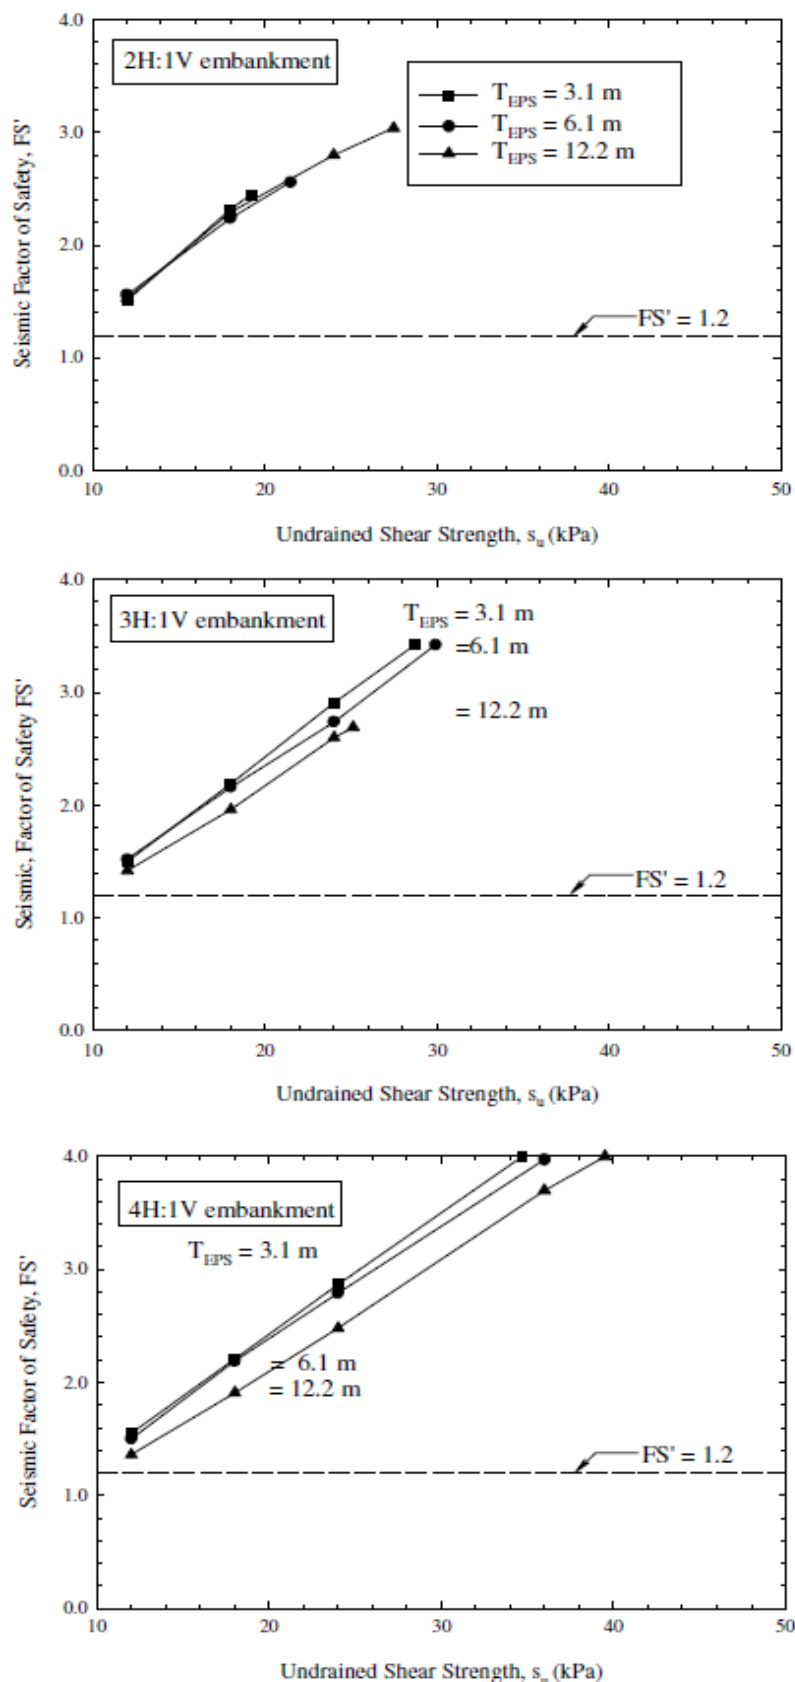 4.0
2H:1V embankment
T_EPS = 3.1 m
T_EPS = 6.1 m
T_EPS = 12.2 m
3.0
2.0
FS' = 1.2
1.0
0.0
10 20 30 40 50
Seismic Factor of Safety, FS'
Undrained Shear Strength, s_u (kPa)
4.0
3H:1V embankment
T_EPS = 3.1 m
=6.1 m
3.0
= 12.2 m
2.0
FS' = 1.2
1.0
0.0
10 20 30 40 50
Seismic, Factor of Safety FS'
Undrained Shear Strength, s_u (kPa)
4.0
4H:1V embankment
T_EPS = 3.1 m
3.0
= 6.1 m
2.0
= 12.2 m
FS' = 1.2
1.0
0.0
10 20 30 40 50
Seismic Factor of Safety, FS'
Undrained Shear Strength, s_u (kPa)